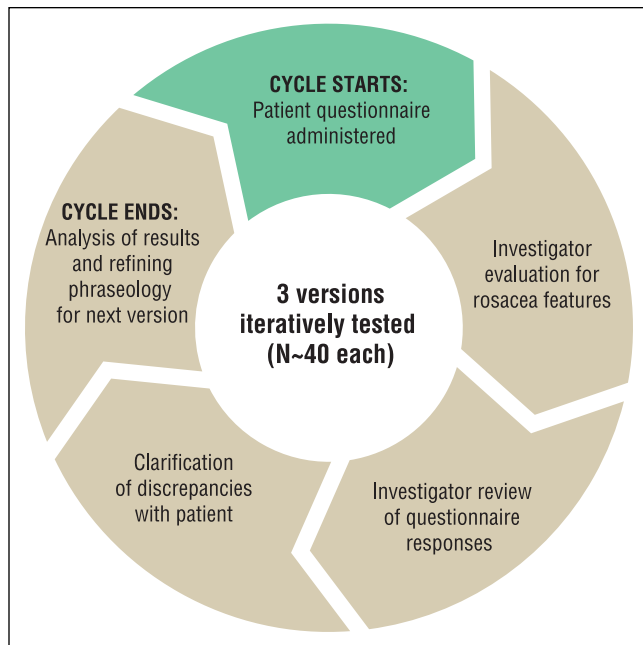 CYCLE STARTS:
Patient questionnaire
administered
Investigator
evaluation for
rosacea features
Investigator review
of questionnaire
responses
Clarification
of discrepancies
with patient
CYCLE ENDS:
Analysis of results
and refining
phraseology
for next version
3 versions
iteratively tested
(N~40 each)